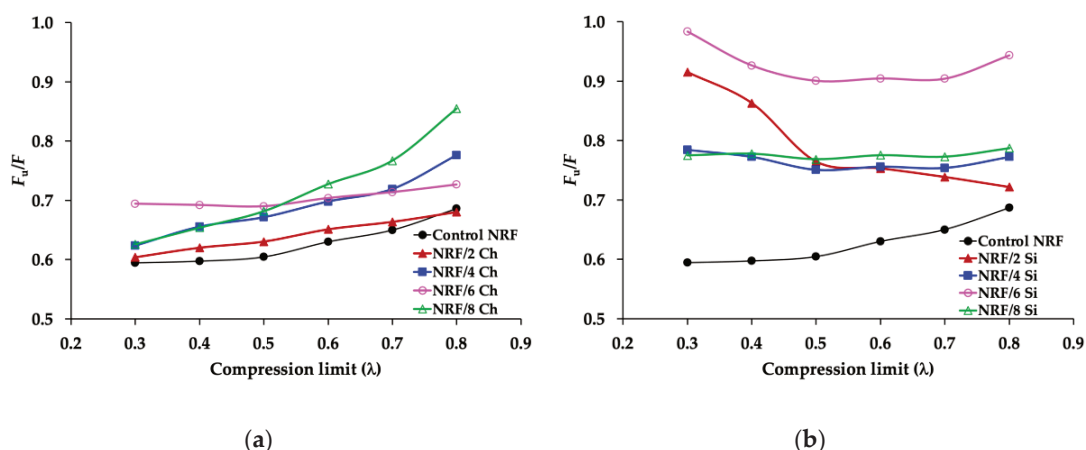 1.0
0.9
0.8
0.7
0.6
0.5
Fu/F
0.2 0.3 0.4 0.5 0.6 0.7 0.8 0.9
Compression limit (λ)
Control NRF
NRF/2 Ch
NRF/4 Ch
NRF/6 Ch
NRF/8 Ch
(a)
1.0
0.9
0.8
0.7
0.6
0.5
Fu/F
0.2 0.3 0.4 0.5 0.6 0.7 0.8 0.9
Compression limit (λ)
Control NRF
NRF/2 Si
NRF/4 Si
NRF/6 Si
NRF/8 Si
(b)